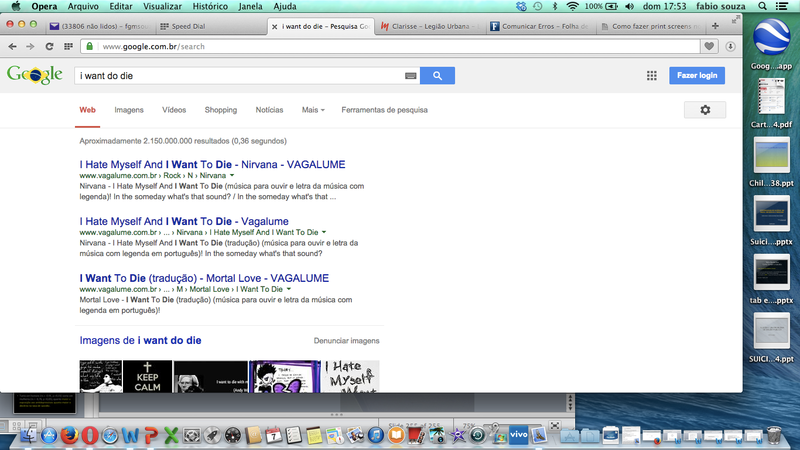 Opera Arquivo Editar Visualizar Histórico Janela Ajuda 100% dom 17:53 fabio souza
(33806 não lidos) – fgmso Speed Dial i want do die – Pesquisa Go Clarisse – Legião Urbana – Comunicar Erros – Folha de Como fazer print screens n
www.google.com.br/search
Google
i want do die
Fazer login
Web Imagens Vídeos Shopping Notícias Mais Ferramentas de pesquisa
Aproximadamente 2.150.000.000 resultados (0,36 segundos)
I Hate Myself And I Want To Die - Nirvana - VAGALUME
www.vagalume.com.br › Rock › N › Nirvana
Nirvana - I Hate Myself And I Want To Die (música para ouvir e letra da música com
legenda)! In the someday what's that sound? / In the someday what's that ...
I Hate Myself And I Want To Die - Vagalume
www.vagalume.com.br › ... › Nirvana › I Hate Myself And I Want To Die
Nirvana - I Hate Myself And I Want To Die (tradução) (música para ouvir e letra da
música com legenda em português)! In the someday what's that sound?
I Want To Die (tradução) - Mortal Love - VAGALUME
www.vagalume.com.br › ... › M › Mortal Love › I Want To Die
Mortal Love - I Want To Die (tradução) (música para ouvir e letra da música com
legenda em português)!
Imagens de i want do die Denunciar imagens
KEEP
CALM
I Hate
Myself
Goog...app
Cart...4.pdf
Chil...38.ppt
Suici...pptx
tab e...pptx
SUICI...4.ppt
75%
vivo